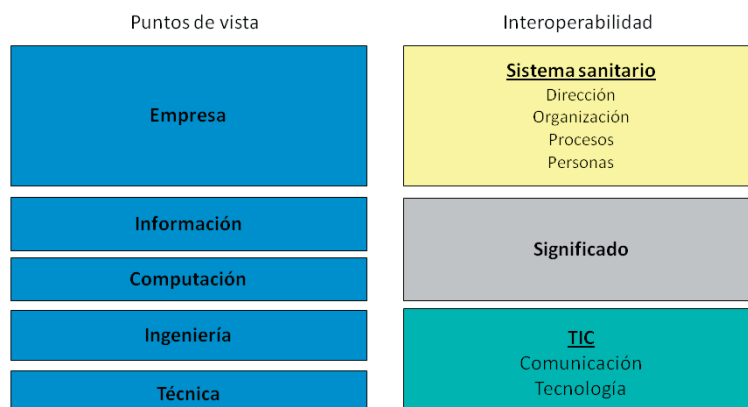 Puntos de vista
Interoperabilidad
Empresa
Sistema sanitario
Dirección
Organización
Procesos
Personas
Información
Computación
Significado
Ingeniería
Técnica
TIC
Comunicación
Tecnología